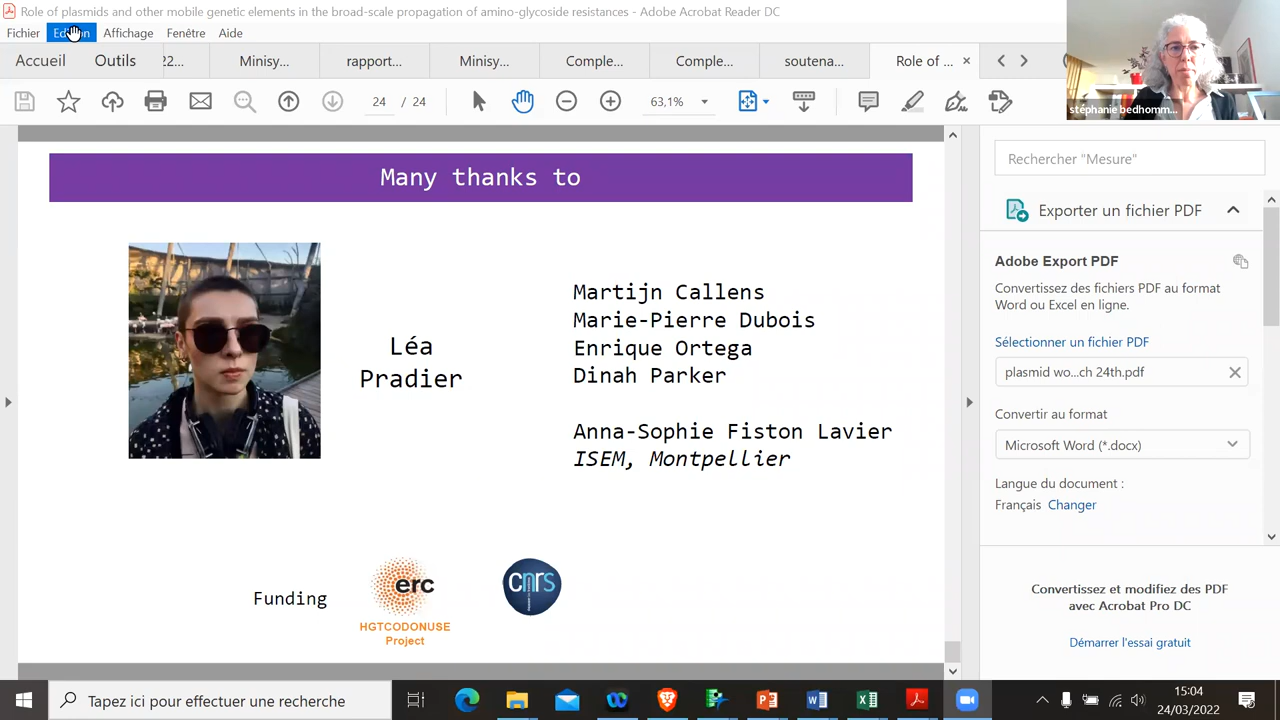 Role of plasmids and other mobile genetic elements in the broad-scale propagation of amino-glycoside resistances - Adobe Acrobat Reader DC
Fichier Edition Affichage Fenêtre Aide
Accueil Outils 22... Minisy... rapport... Minisy... Comple... Comple... soutena... Role of ... ×
24 / 24 63,1%
stéphanie bedhomm...
Rechercher "Mesure"
Many thanks to
Exporter un fichier PDF
Adobe Export PDF
Convertissez des fichiers PDF au format
Word ou Excel en ligne.
Martijn Callens
Marie-Pierre Dubois
Enrique Ortega
Dinah Parker
Léa
Pradier
Sélectionner un fichier PDF
plasmid wo...ch 24th.pdf
Convertir au format
Anna-Sophie Fiston Lavier
ISEM, Montpellier
Microsoft Word (*.docx)
Langue du document :
Français Changer
Funding
erc
cnrs
HGTCODONUSE
Project
Convertissez et modifiez des PDF
avec Acrobat Pro DC
Démarrer l'essai gratuit
Tapez ici pour effectuer une recherche
15:04
24/03/2022